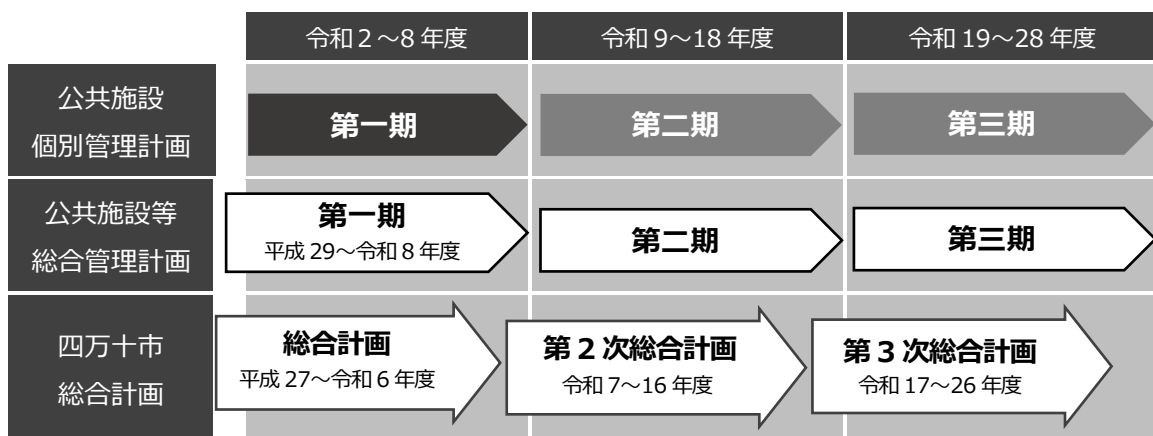 令和２～８年度
令和 9～18 年度
令和 19～28 年度
公共施設
個別管理計画
第一期
第二期
第三期
公共施設等
総合管理計画
第一期
平成 29～令和 8 年度
第二期
第三期
四万十市
総合計画
総合計画
平成 27～令和 6 年度
第 2 次総合計画
令和 7～16 年度
第 3 次総合計画
令和 17～26 年度